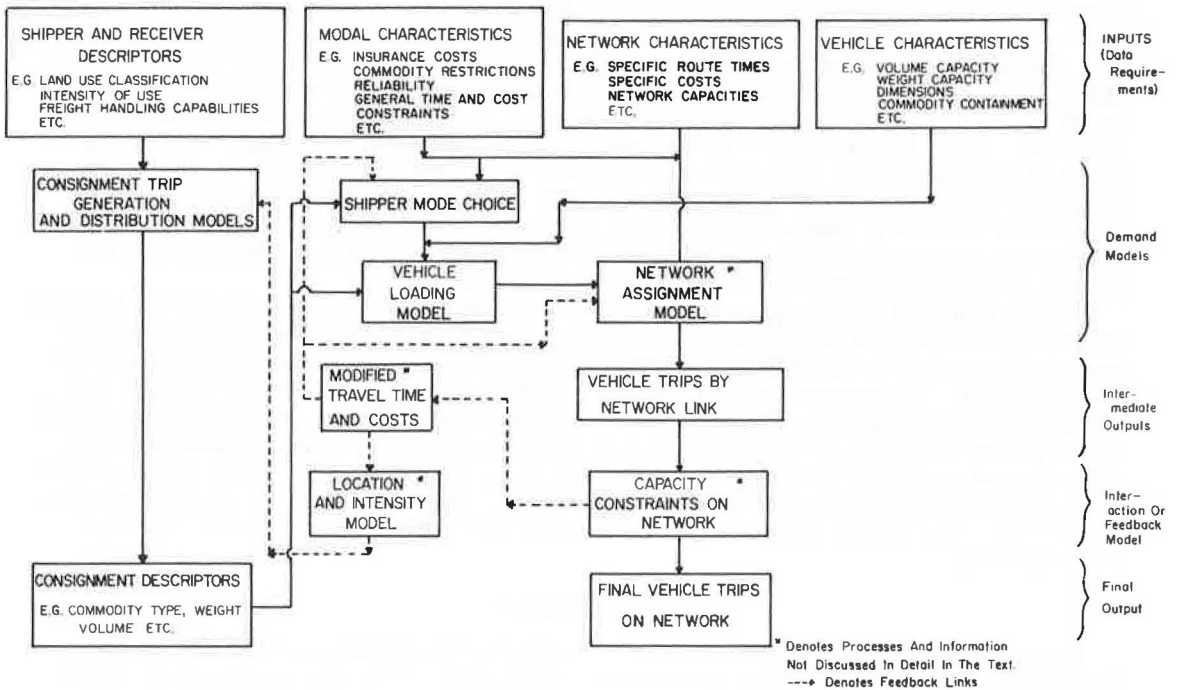 SHIPPER AND RECEIVER
DESCRIPTORS
E.G. LAND USE CLASSIFICATION
INTENSITY OF USE
FREIGHT HANDLING CAPABILITIES
ETC.
MODAL CHARACTERISTICS
E.G. INSURANCE COSTS
COMMODITY RESTRICTIONS
RELIABILITY
GENERAL TIME AND COST
CONSTRAINTS
ETC.
NETWORK CHARACTERISTICS
E.G. SPECIFIC ROUTE TIMES
SPECIFIC COSTS
NETWORK CAPACITIES
ETC.
VEHICLE CHARACTERISTICS
E.G. VOLUME CAPACITY
WEIGHT CAPACITY
DIMENSIONS
COMMODITY CONTAINMENT
ETC.
INPUTS
(Data
Require-
ments)
CONSIGNMENT TRIP
GENERATION
AND DISTRIBUTION MODELS
SHIPPER MODE CHOICE
VEHICLE
LOADING
MODEL
NETWORK *
ASSIGNMENT
MODEL
Demand
Models
MODIFIED *
TRAVEL TIME
AND COSTS
VEHICLE TRIPS BY
NETWORK LINK
Inter-
mediate
Outputs
LOCATION *
AND INTENSITY
MODEL
CAPACITY *
CONSTRAINTS ON
NETWORK
Inter-
action Or
Feedback
Model
CONSIGNMENT DESCRIPTORS
E.G. COMMODITY TYPE, WEIGHT
VOLUME ETC.
FINAL VEHICLE TRIPS
ON NETWORK
Final
Output
* Denotes Processes And Information
Not Discussed In Detail In The Text.
Denotes Feedback Links